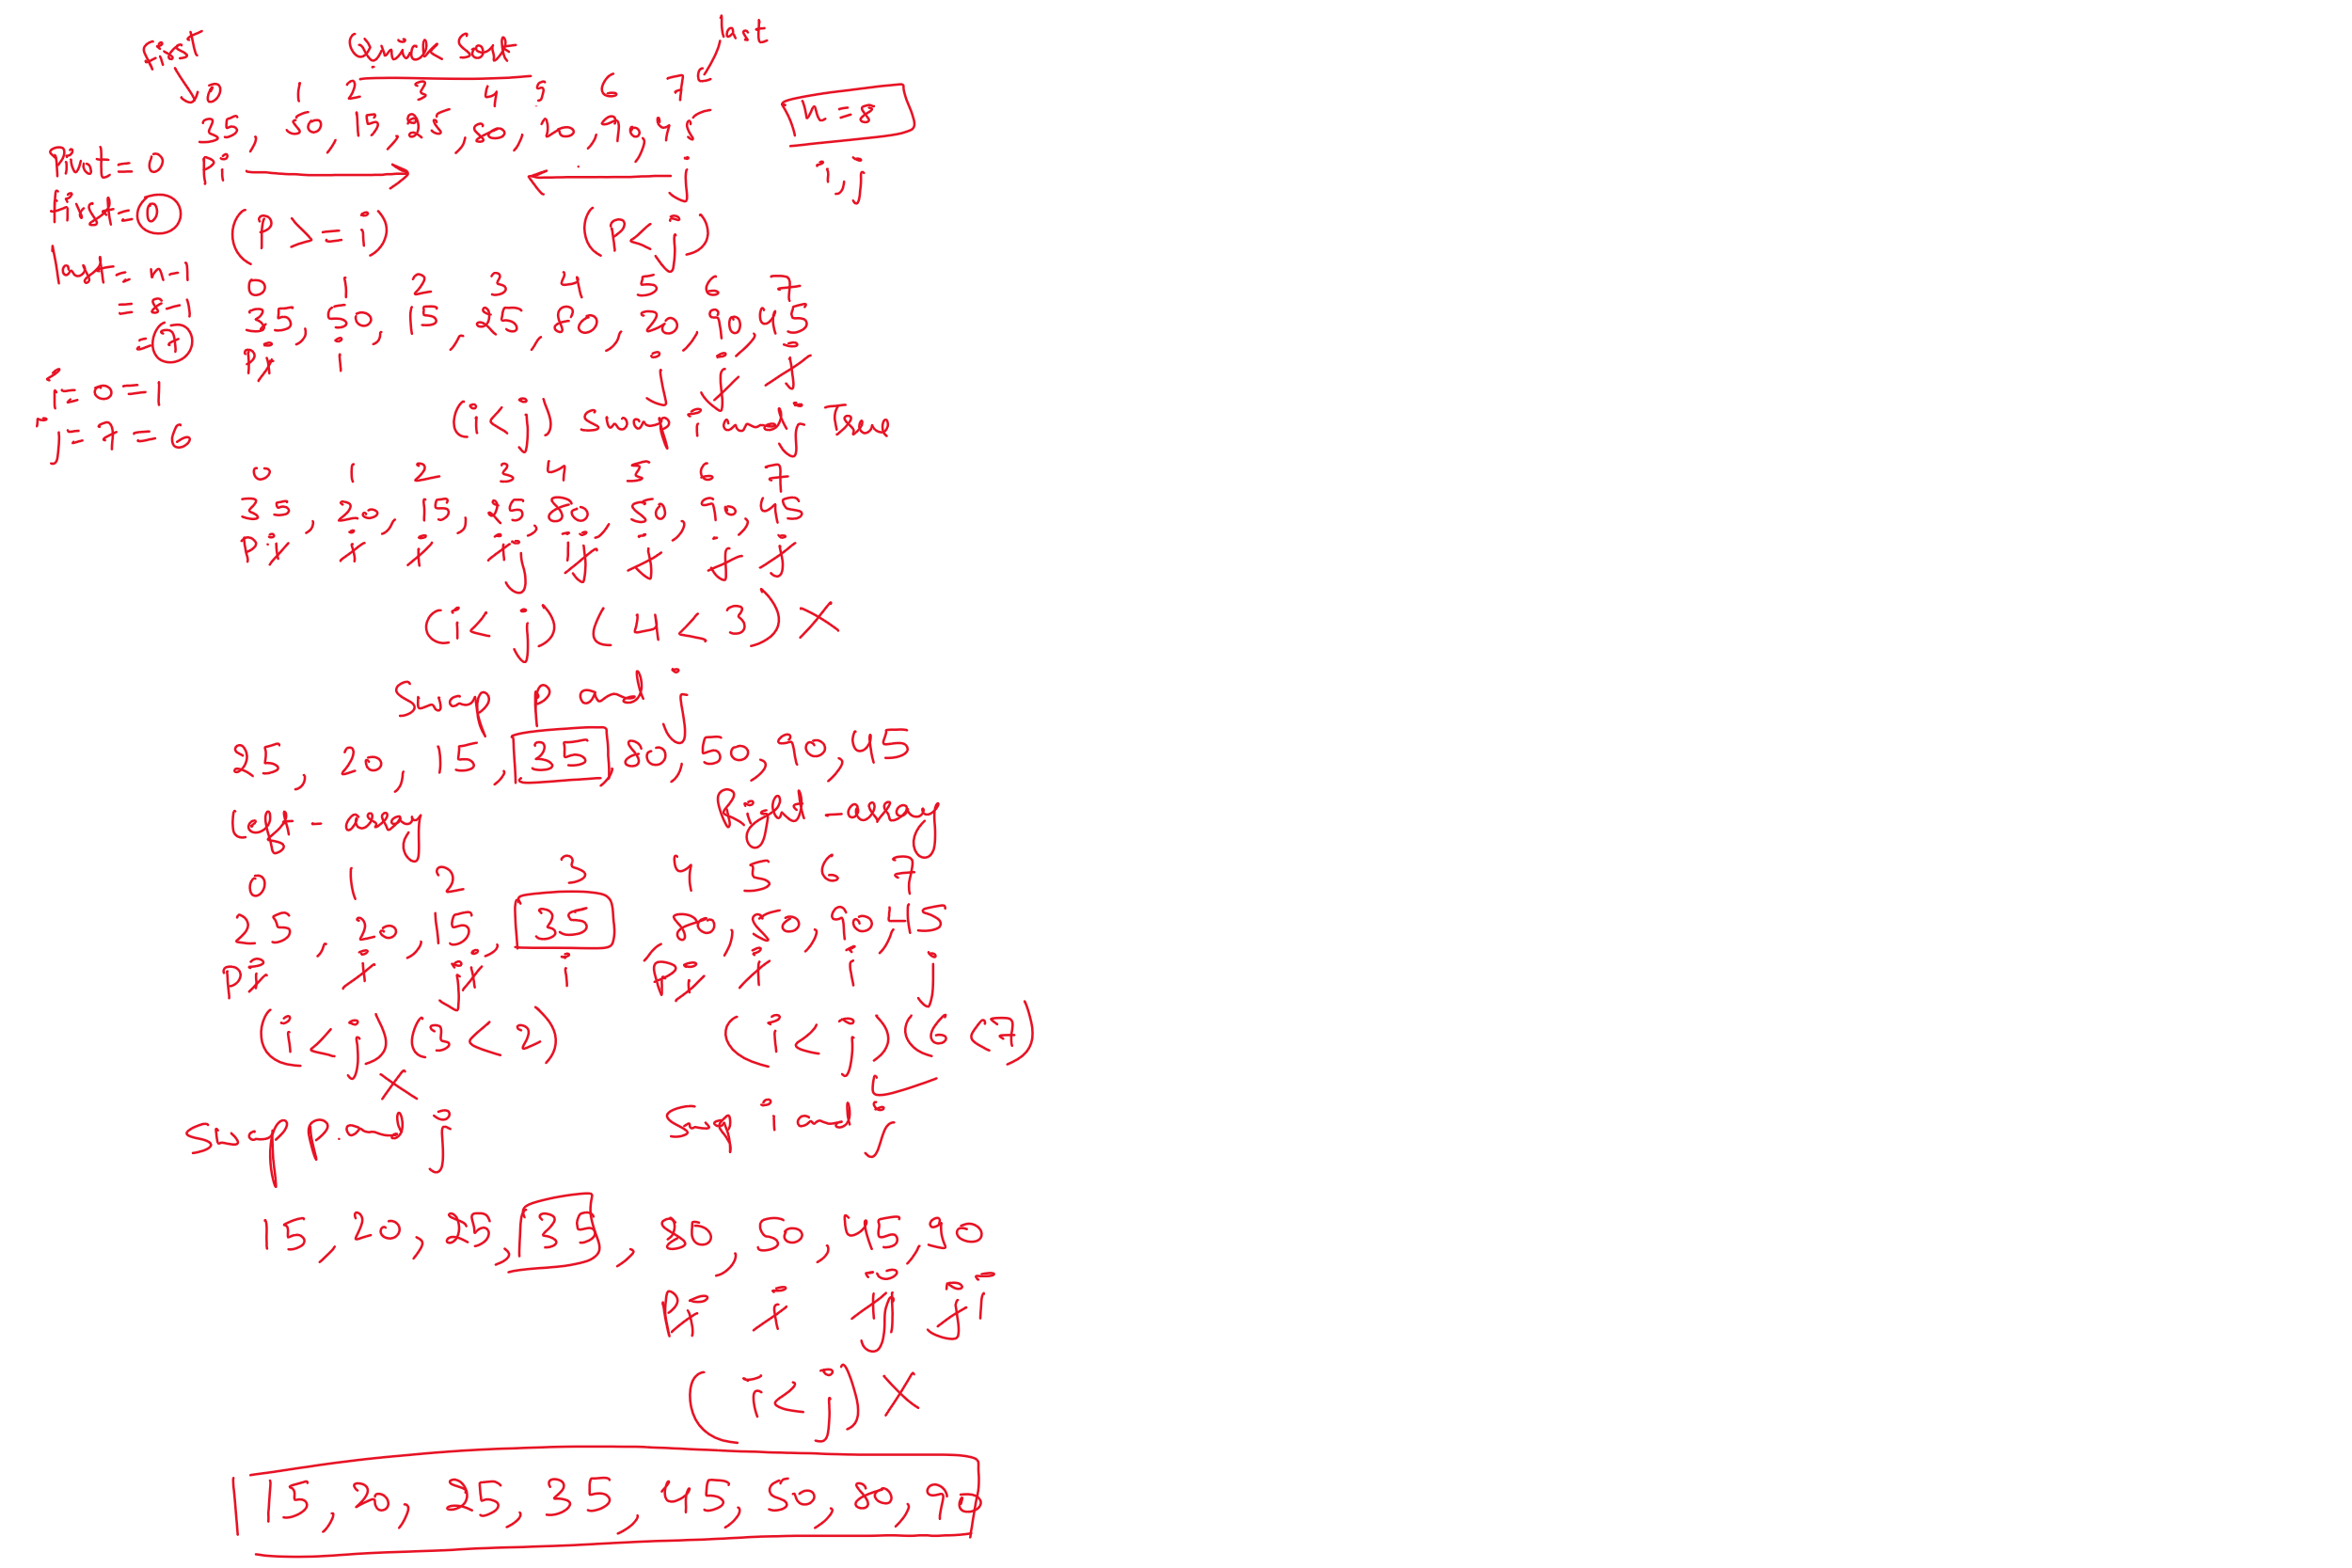 first Quick Sort last
0 1 2 3 4 5 6 7
35, 50, 15, 25, 80, 20, 90, 45
n = 8
Pivot = 0 Pi j i, j
first = 0
(P >= i) (P < j)
last = n-1
= 8-1
= 7
0 1 2 3 4 5 6 7
35, 50, 15, 25, 80, 20, 90, 45
Pi i j j j
i = 0 = 1
j = 7 = 6
(i < j) Swap i and j True
0 1 2 3 4 5 6 7
35, 20, 15, 25, 80, 50, 90, 45
Pi i i i j i j j j j
(i < j) (4 < 3) X
Swap P and j
25, 20, 15, 35 80, 50, 90, 45
left - array Right - array
0 1 2 3 4 5 6 7
25, 20, 15, 35, 80, 50, 90, 45
Pi i j i i Pi i i j
(i < j) (3 < 2) (i < j) (6 < 7)
X
Swap p and j Swap i and j
15, 20, 25, 35, 80, 50, 45, 90
Pi i i j j i
(i < j) X
15, 20, 25, 35, 45, 50, 80, 90